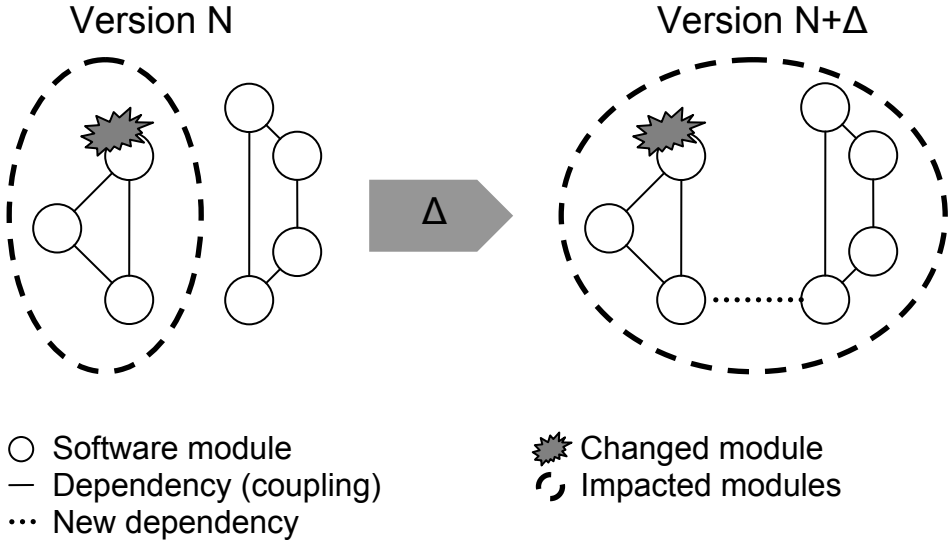 Version N
Version N+Δ
Δ
Software module
Dependency (coupling)
New dependency
Changed module
Impacted modules